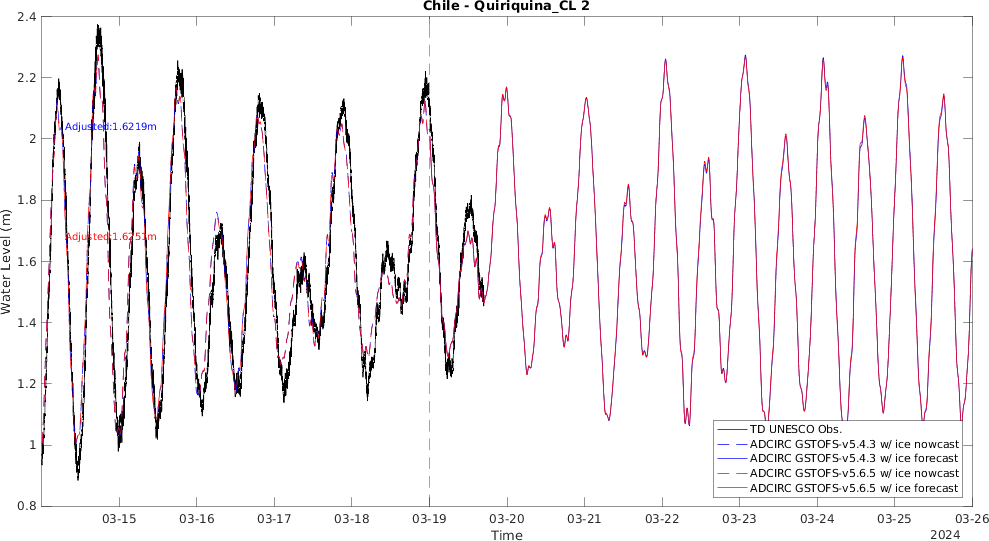 Chile - Quiriquina_CL 2
2.4
2.2
2
1.8
1.6
1.4
1.2
1
0.8
Water Level (m)
Adjusted:1.6219m
Adjusted:1.6251m
TD UNESCO Obs.
ADCIRC GSTOFS-v5.4.3 w/ ice nowcast
ADCIRC GSTOFS-v5.4.3 w/ ice forecast
ADCIRC GSTOFS-v5.6.5 w/ ice nowcast
ADCIRC GSTOFS-v5.6.5 w/ ice forecast
03-15 03-16 03-17 03-18 03-19 03-20 03-21 03-22 03-23 03-24 03-25 03-26
Time
2024